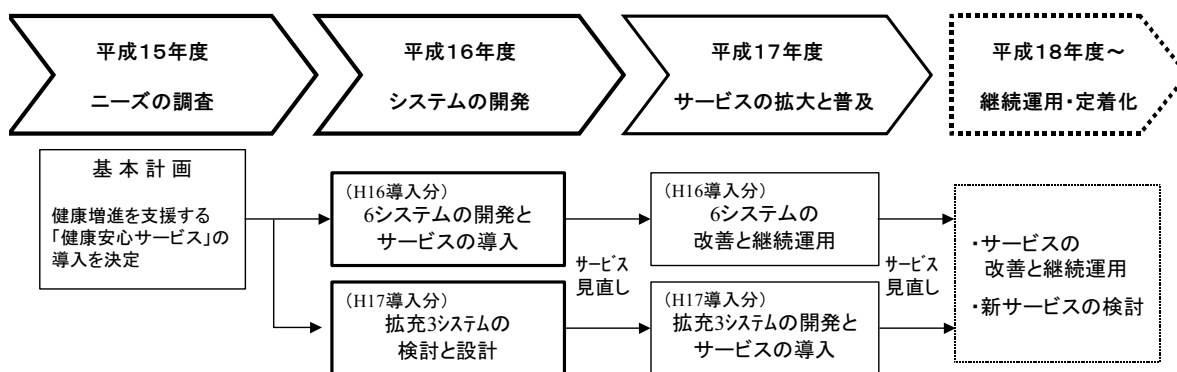 平成15年度
ニーズの調査
平成16年度
システムの開発
平成17年度
サービスの拡大と普及
平成18年度～
継続運用・定着化
基本計画
健康増進を支援する
「健康安心サービス」の
導入を決定
（H16導入分）
6システムの開発と
サービスの導入
（H17導入分）
拡充3システムの
検討と設計
サービス
見直し
（H16導入分）
6システムの
改善と継続運用
（H17導入分）
拡充3システムの開発と
サービスの導入
サービス
見直し
・サービスの
改善と継続運用
・新サービスの検討